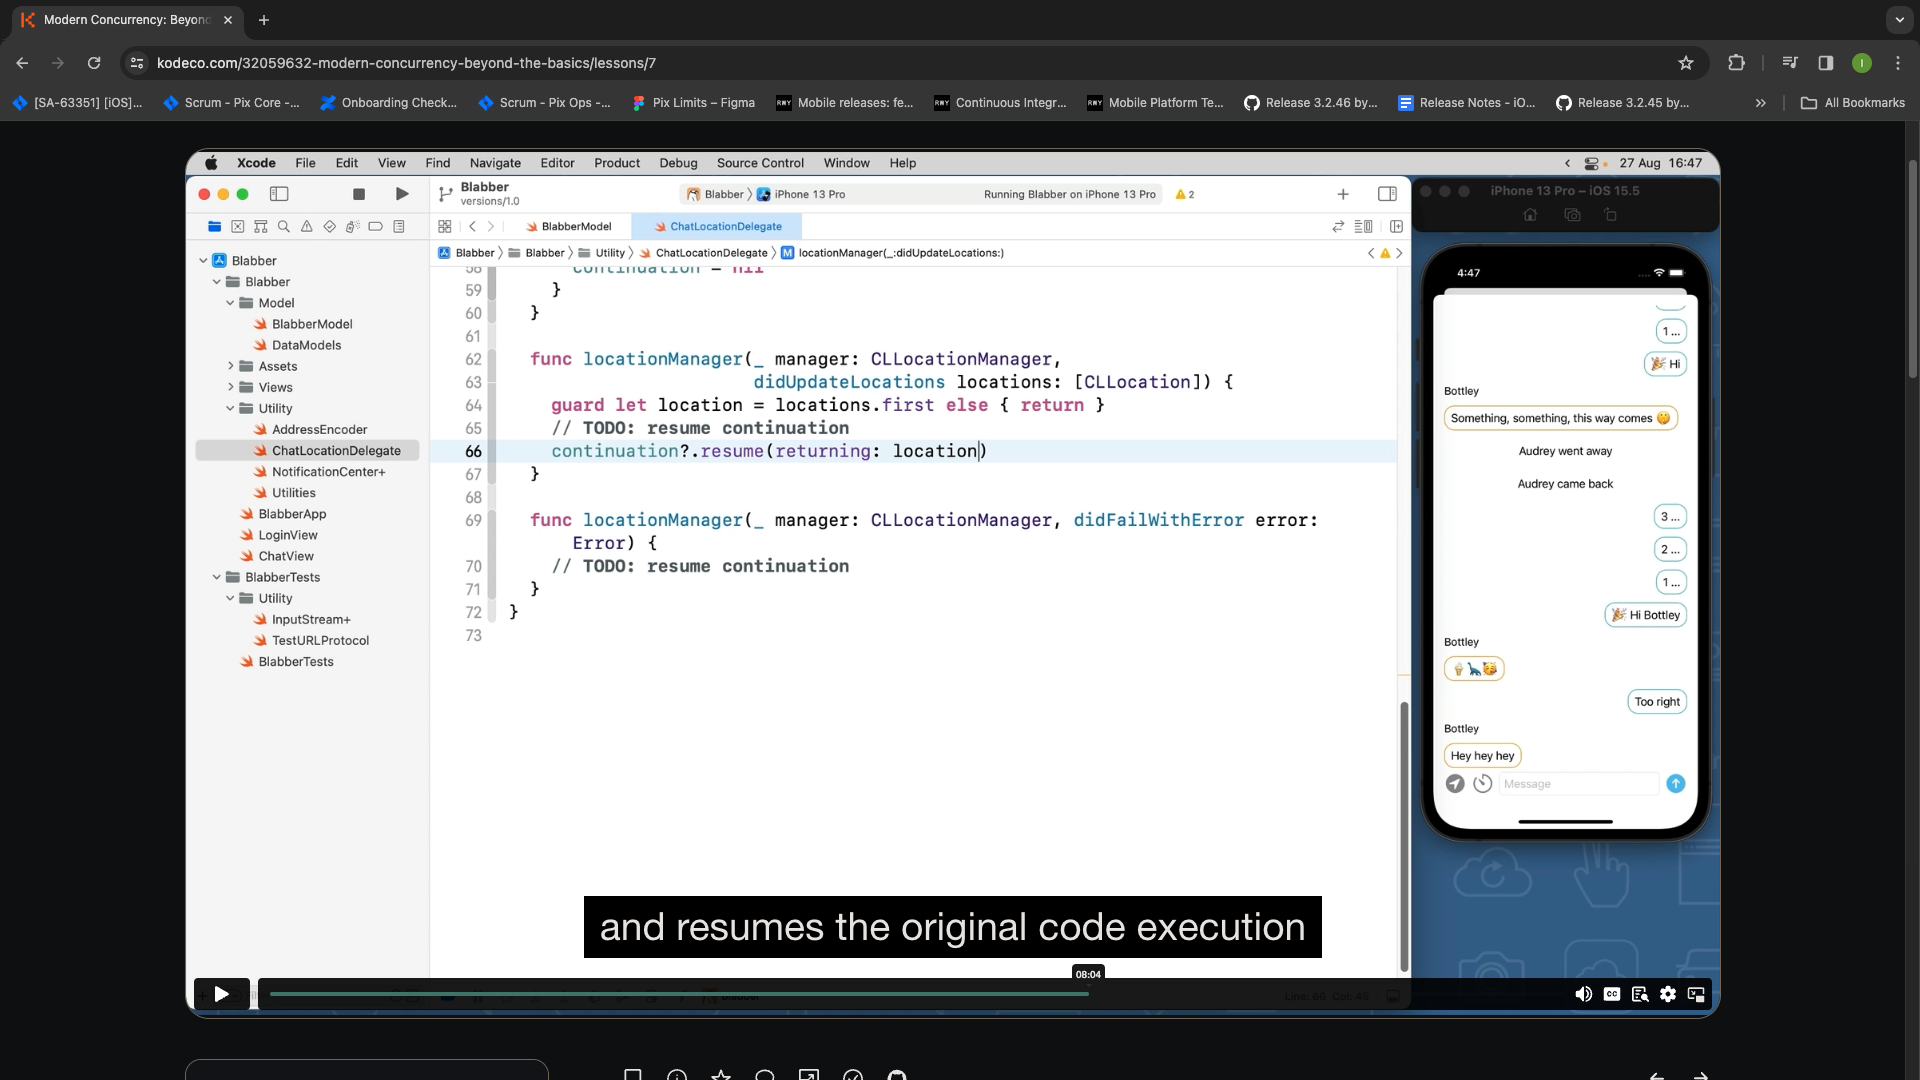 Modern Concurrency: Beyon
kodeco.com/32059632-modern-concurrency-beyond-the-basics/lessons/7
I
[SA-63351] [iOS]...
Scrum - Pix Core -...
Onboarding Check...
Scrum - Pix Ops -...
Pix Limits – Figma
RWY
Mobile releases: fe...
RWY
Continuous Integr...
RWY
Mobile Platform Te...
Release 3.2.46 by...
Release Notes - iO...
Release 3.2.45 by...
All Bookmarks
Xcode File Edit View Find Navigate Editor Product Debug Source Control Window Help
27 Aug 16:47
Blabber
versions/1.0
Blabber
iPhone 13 Pro
Running Blabber on iPhone 13 Pro
2
BlabberModel
ChatLocationDelegate
Blabber
Blabber
Utility
ChatLocationDelegate
M locationManager(_:didUpdateLocations:)
Blabber
Blabber
Model
BlabberModel
DataModels
Assets
Views
Utility
AddressEncoder
ChatLocationDelegate
NotificationCenter+
Utilities
BlabberApp
LoginView
ChatView
BlabberTests
Utility
InputStream+
TestURLProtocol
BlabberTests
58 continuation = nil
59 }
60 }
61
62 func locationManager(_ manager: CLLocationManager,
63 didUpdateLocations locations: [CLLocation]) {
64 guard let location = locations.first else { return }
65 // TODO: resume continuation
66 continuation?.resume(returning: location)
67 }
68
69 func locationManager(_ manager: CLLocationManager, didFailWithError error:
Error) {
70 // TODO: resume continuation
71 }
72 }
73
iPhone 13 Pro – iOS 15.5
4:47
1 ...
🎉 Hi
Bottley
Something, something, this way comes 🤭
Audrey went away
Audrey came back
3 ...
2 ...
1 ...
🎉 Hi Bottley
Bottley
🍦🦕🥳
Too right
Bottley
Hey hey hey
Message
and resumes the original code execution
08:04
Line: 66 Col: 45
CC